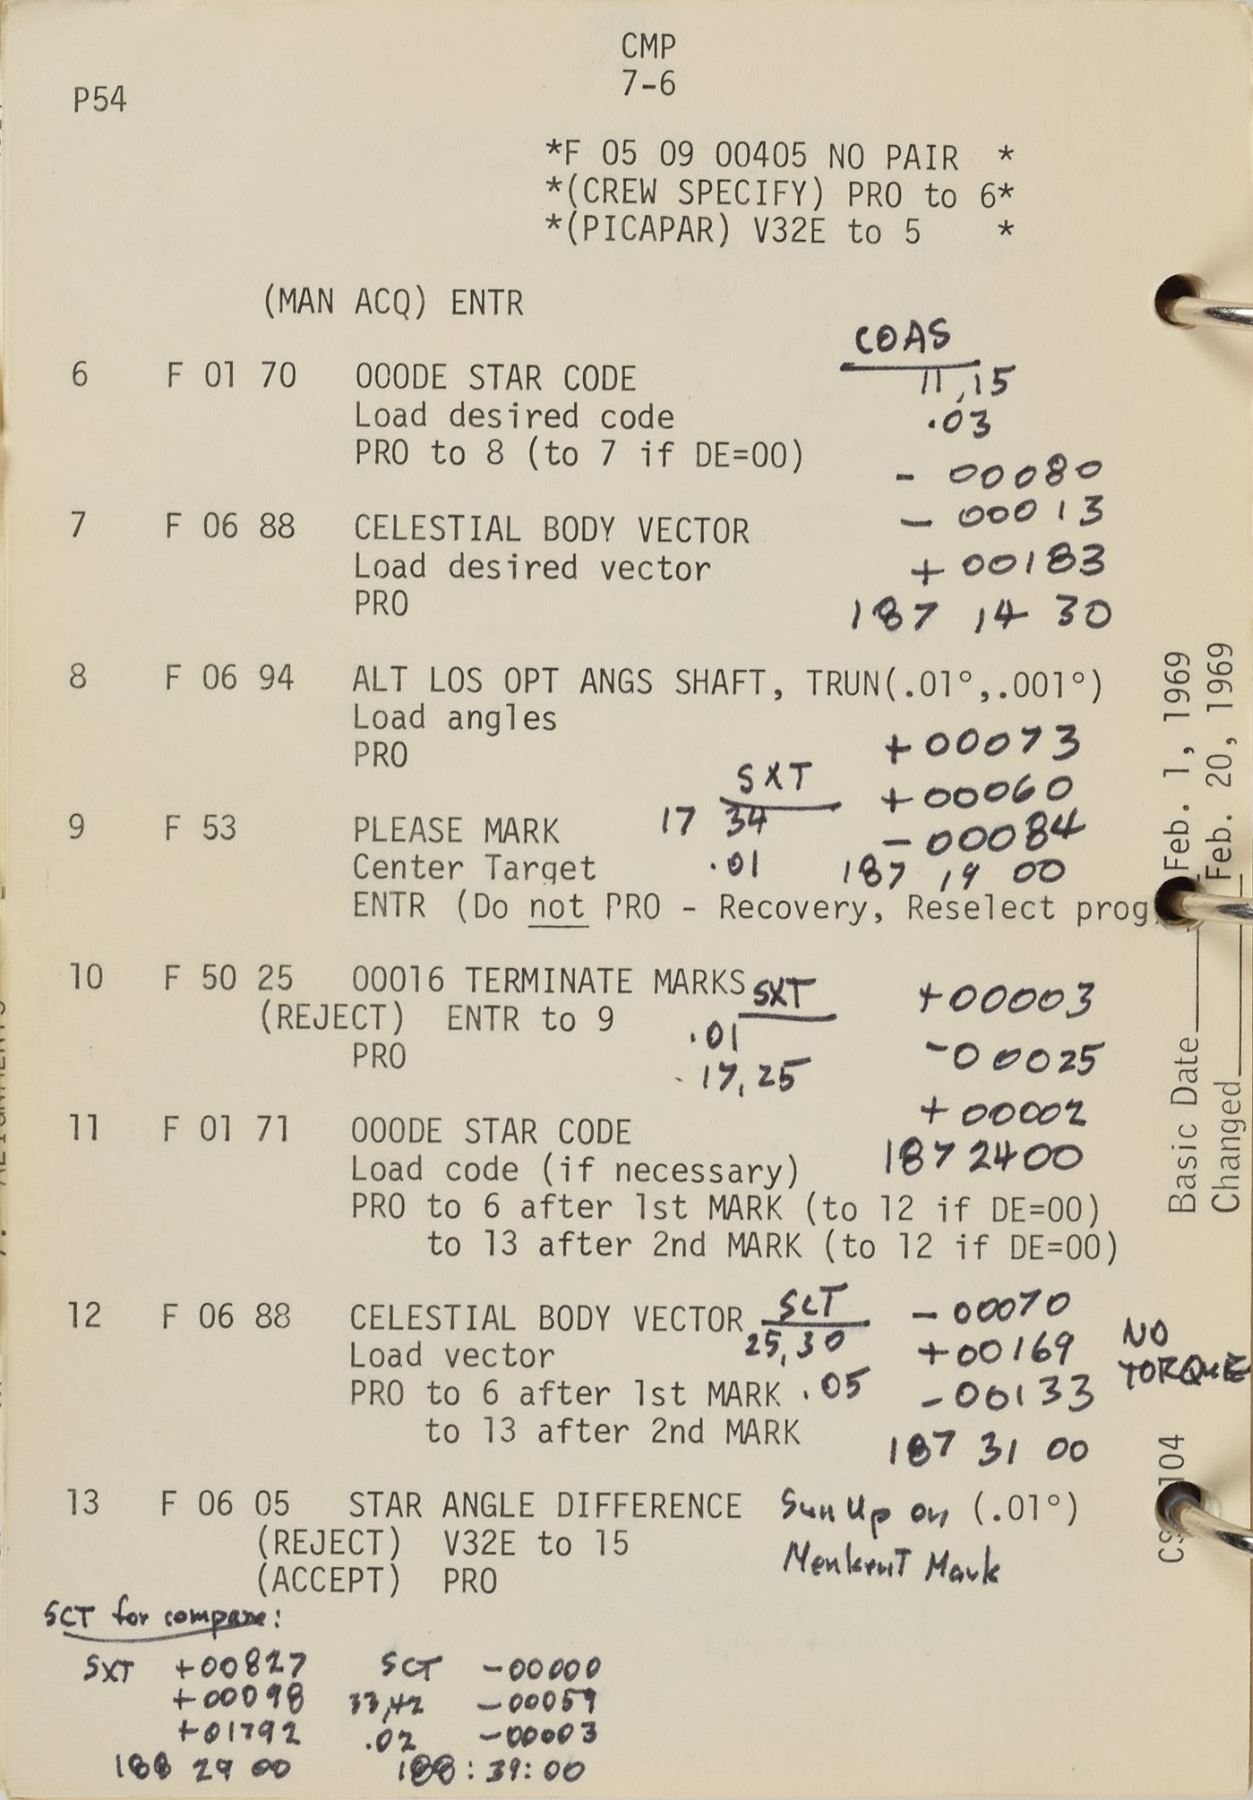 CMP
7-6
P54
*F 05 09 00405 NO PAIR *
*(CREW SPECIFY) PRO to 6*
*(PICAPAR) V32E to 5 *
(MAN ACQ) ENTR
COAS
6 F 01 70 000DE STAR CODE
11,15
Load desired code
.03
PRO to 8 (to 7 if DE=00)
- 00080
7 F 06 88 CELESTIAL BODY VECTOR
- 00013
Load desired vector
+ 00183
PRO
187 14 30
8 F 06 94 ALT LOS OPT ANGS SHAFT, TRUN(.01°,.001°)
Load angles
+00073
PRO
SXT
+00060
9 F 53 PLEASE MARK
17 34
-00084
Center Target
.01
187 19 00
ENTR (Do not PRO - Recovery, Reselect prog
10 F 50 25 00016 TERMINATE MARKS
SXT
+00003
(REJECT) ENTR to 9
.01
-00025
PRO
17,25
+00002
11 F 01 71 000DE STAR CODE
187 24 00
Load code (if necessary)
PRO to 6 after 1st MARK (to 12 if DE=00)
to 13 after 2nd MARK (to 12 if DE=00)
12 F 06 88 CELESTIAL BODY VECTOR
SCT
-00070
NO
25,30
+00169
TORQUE
Load vector
PRO to 6 after 1st MARK
.05
-00133
to 13 after 2nd MARK
187 31 00
13 F 06 05 STAR ANGLE DIFFERENCE (.01°)
Sun Up on
(REJECT) V32E to 15
Menkent Mark
(ACCEPT) PRO
SCT for compare:
SXT +00827 SCT -00000
+00098 33,42 -00059
+01792 .02 -00003
188 29 00 188:39:00
Basic Date Feb. 1, 1969
Changed Feb. 20, 1969
104